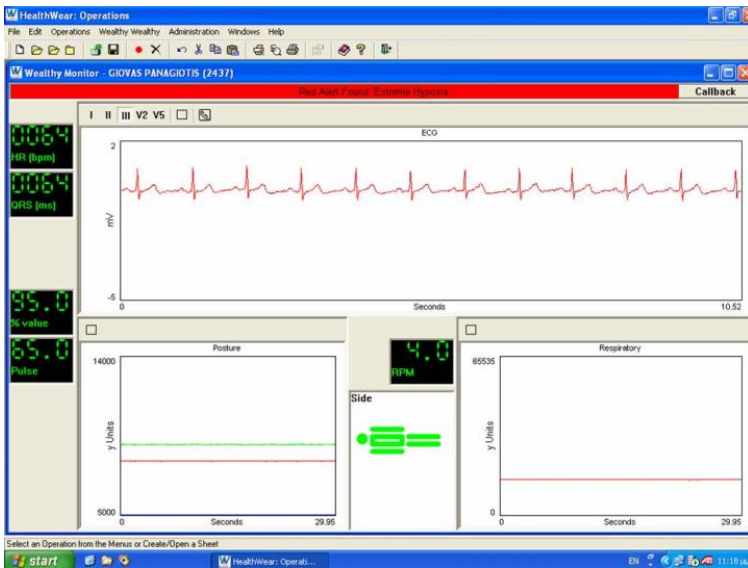 HealthWear: Operations
File Edit Operations Wealthy Wealthy Administration Windows Help
Wealthy Monitor - GIOVAS PANAGIOTIS (2437)
Red Alert Found: Extreme Hypoxia
Callback
I II III V2 V5
0064
HR (bpm)
0064
QRS (ms)
95.0
% value
65.0
Pulse
ECG
2
mV
-5
0
Seconds
10.52
Posture
14000
y Units
5000
0
Seconds
29.95
4.0
RPM
Side
Respiratory
65535
y Units
0
0
Seconds
29.95
Select an Operation from the Menus or Create/Open a Sheet
start
HealthWear: Operati...
EN
11:18 μμ